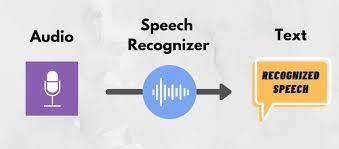 Audio
Speech
Recognizer
Text
RECOGNIZED
SPEECH